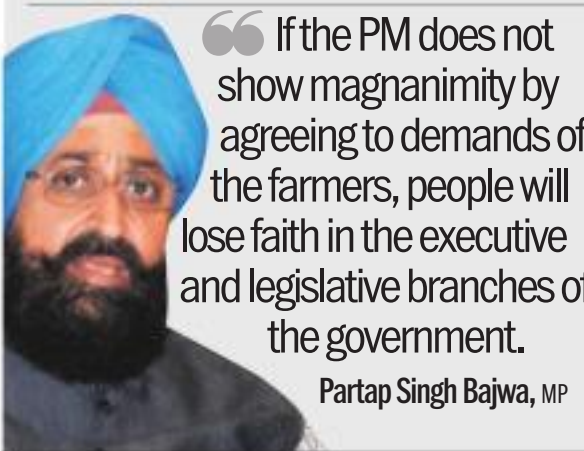 ❝ If the PM does not
show magnanimity by
agreeing to demands of
the farmers, people will
lose faith in the executive
and legislative branches of
the government.
Partap Singh Bajwa, MP